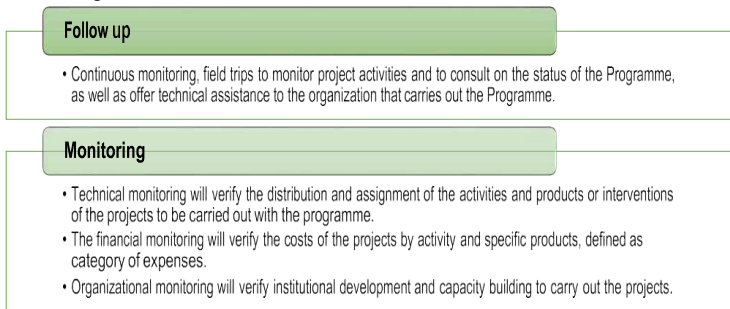 Follow up
• Continuous monitoring, field trips to monitor project activities and to consult on the status of the Programme,
as well as offer technical assistance to the organization that carries out the Programme.
Monitoring
• Technical monitoring will verify the distribution and assignment of the activities and products or interventions
of the projects to be carried out with the programme.
• The financial monitoring will verify the costs of the projects by activity and specific products, defined as
category of expenses.
• Organizational monitoring will verify institutional development and capacity building to carry out the projects.